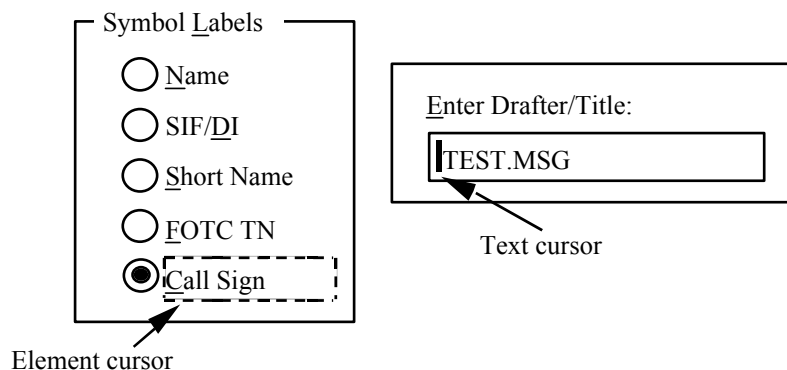 Symbol Labels
Name
SIF/DI
Short Name
FOTC TN
Call Sign
Element cursor
Enter Drafter/Title:
TEST.MSG
Text cursor